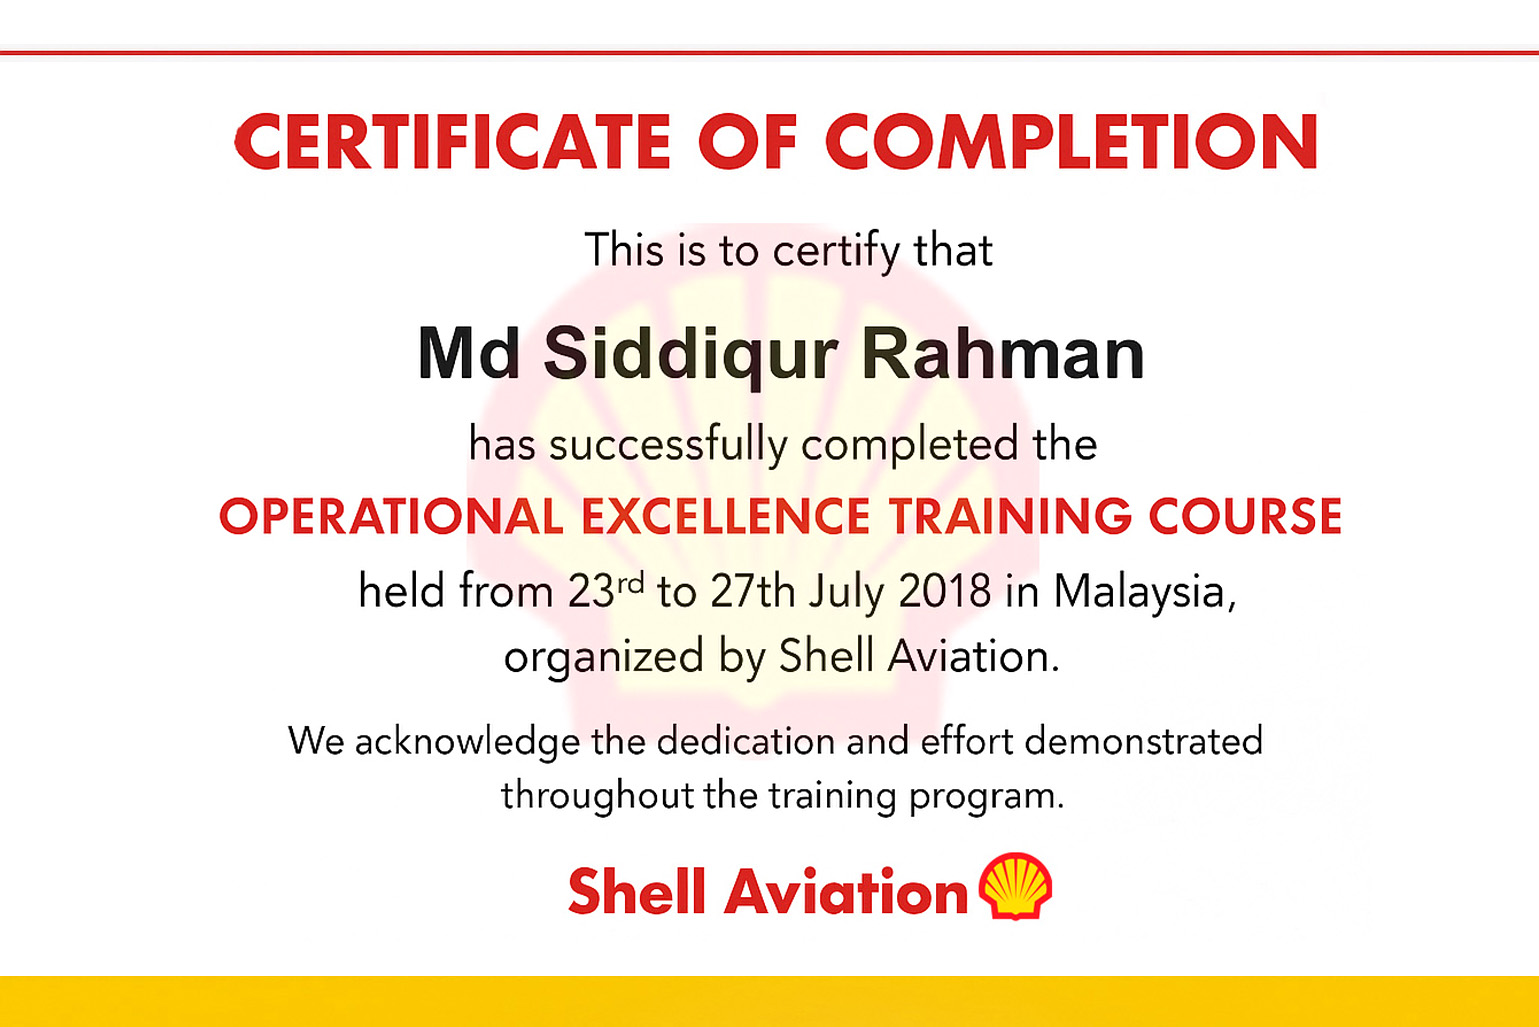 CERTIFICATE OF COMPLETION
This is to certify that
Md Siddiqur Rahman
has successfully completed the
OPERATIONAL EXCELLENCE TRAINING COURSE
held from 23rd to 27th July 2018 in Malaysia,
organized by Shell Aviation.
We acknowledge the dedication and effort demonstrated
throughout the training program.
Shell Aviation